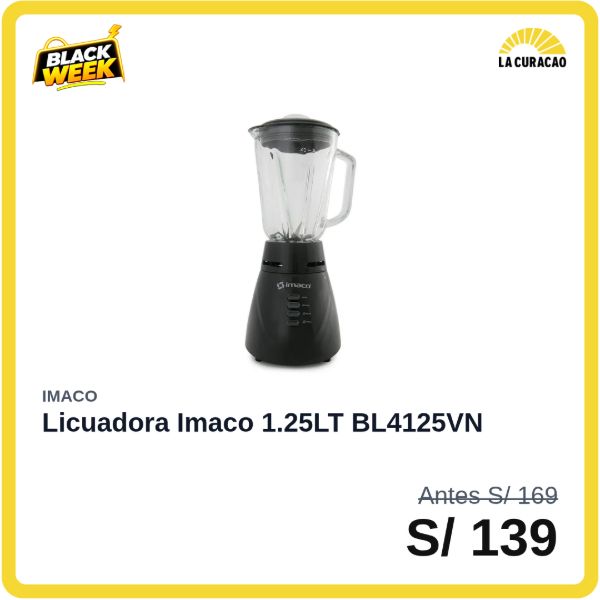 BLACK
WEEK
LA CURACAO
imaco
IMACO
Licuadora Imaco 1.25LT BL4125VN
Antes S/ 169
S/ 139